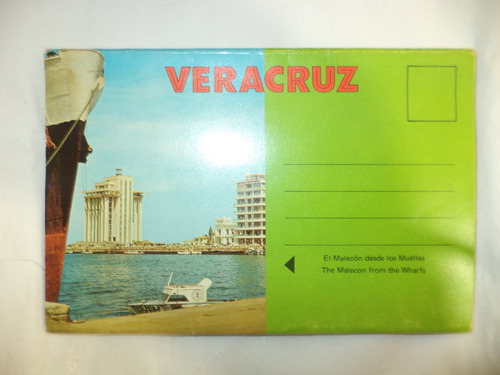 VERACRUZ
El Malecón desde los Muelles
The Malecon from the Wharfs